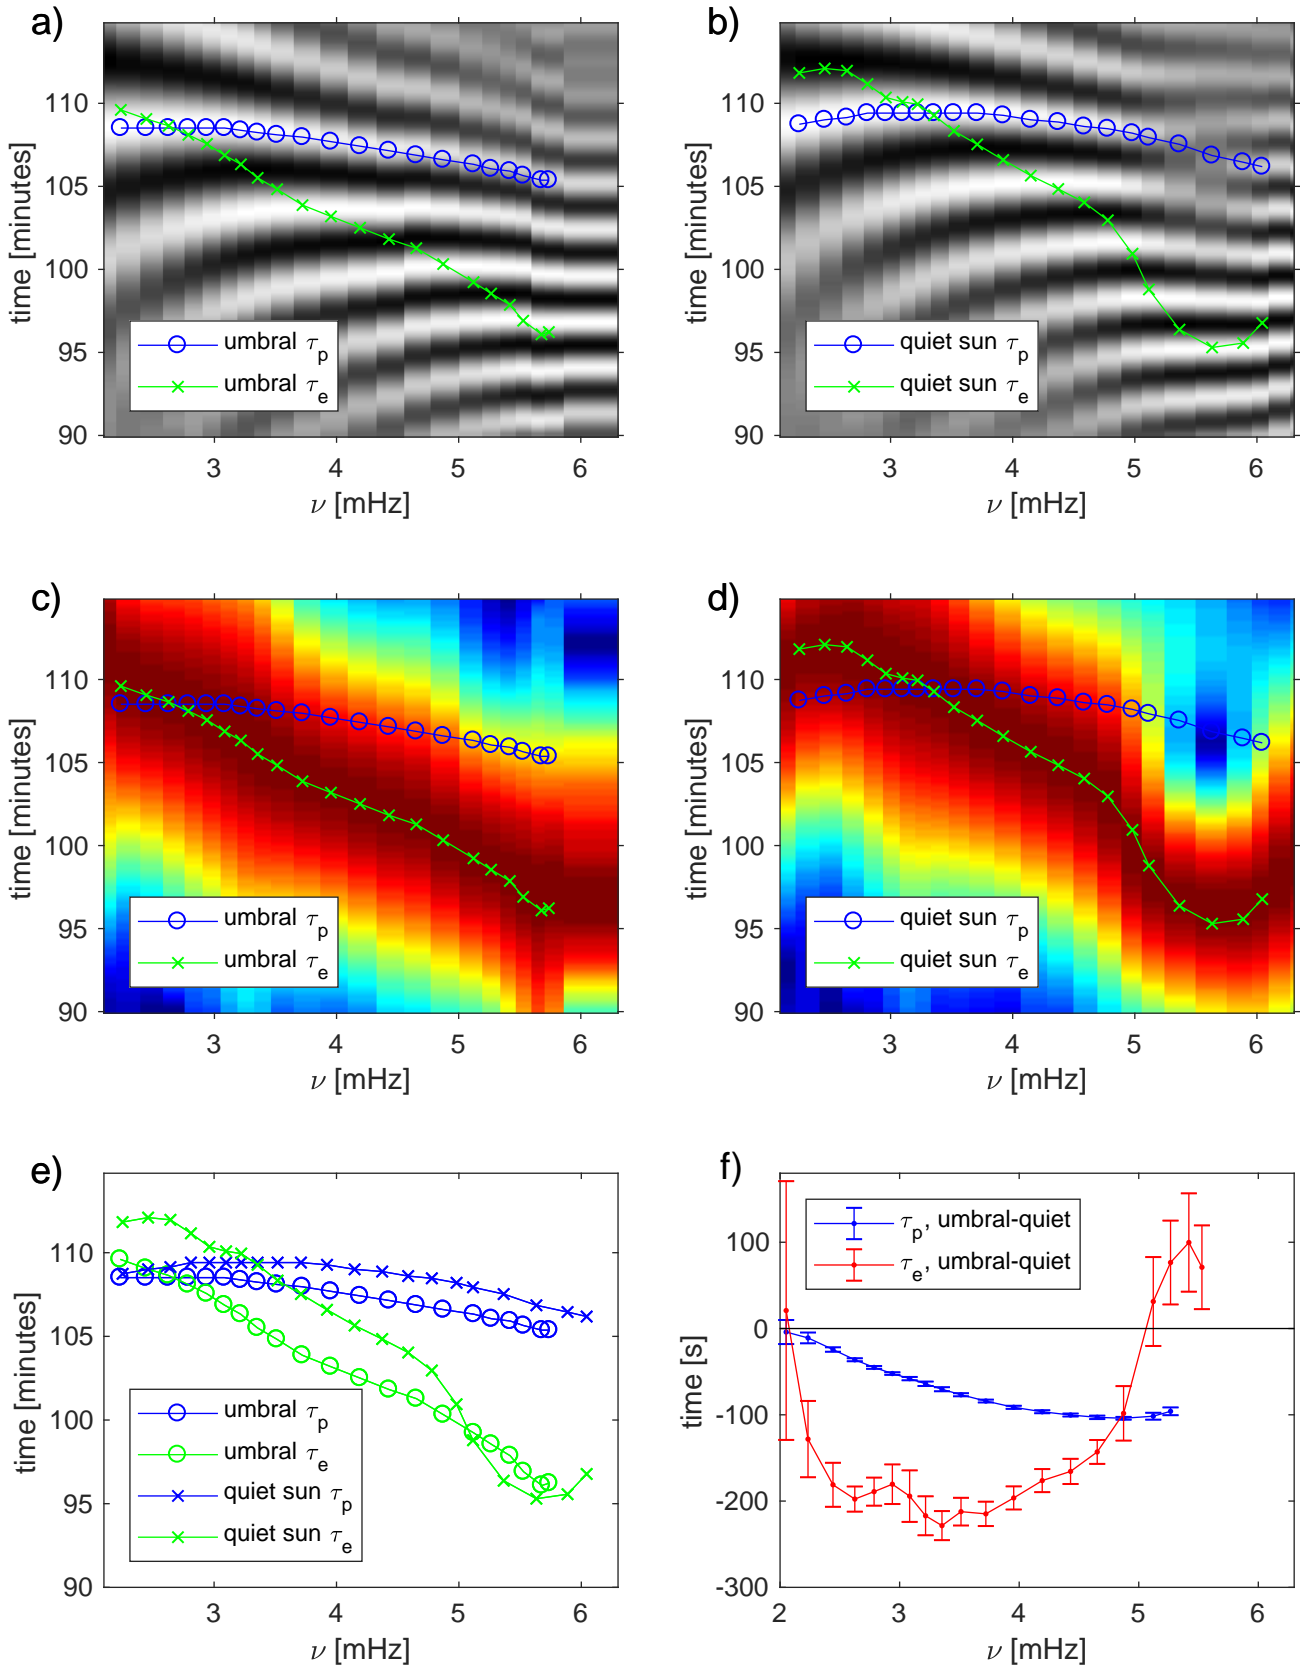 a)
110
105
100
95
90
time [minutes]
umbral τp
umbral τe
3 4 5 6
ν [mHz]
b)
110
105
100
95
90
time [minutes]
quiet sun τp
quiet sun τe
3 4 5 6
ν [mHz]
c)
110
105
100
95
90
time [minutes]
umbral τp
umbral τe
3 4 5 6
ν [mHz]
d)
110
105
100
95
90
time [minutes]
quiet sun τp
quiet sun τe
3 4 5 6
ν [mHz]
e)
110
105
100
95
90
time [minutes]
umbral τp
umbral τe
quiet sun τp
quiet sun τe
3 4 5 6
ν [mHz]
f)
100
0
-100
-200
-300
time [s]
τp, umbral-quiet
τe, umbral-quiet
2 3 4 5 6
ν [mHz]